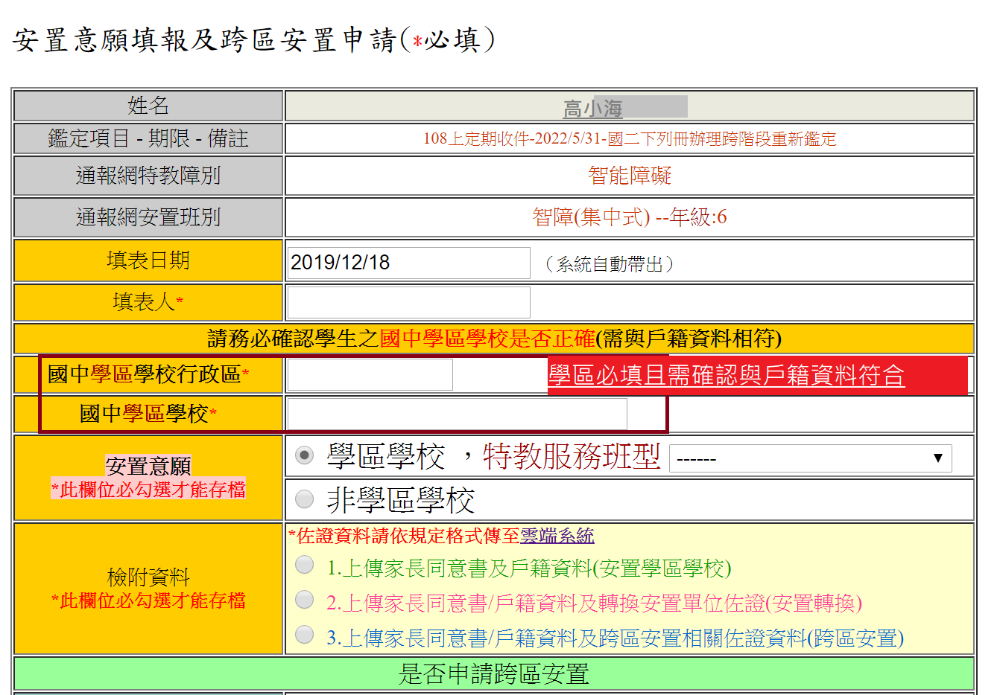 安置意願填報及跨區安置申請(*必填)
姓名 高小海
鑑定項目 - 期限 - 備註 108上定期收件-2022/5/31-國二下列冊辦理跨階段重新鑑定
通報網特教障別 智能障礙
通報網安置班別 智障(集中式) --年級:6
填表日期 2019/12/18 （系統自動帶出）
填表人*
請務必確認學生之國中學區學校是否正確(需與戶籍資料相符)
國中學區學校行政區* 學區必填且需確認與戶籍資料符合
國中學區學校*
安置意願
*此欄位必勾選才能存檔
學區學校 ，特教服務班型 ------
非學區學校
檢附資料
*此欄位必勾選才能存檔
*佐證資料請依規定格式傳至雲端系統
1.上傳家長同意書及戶籍資料(安置學區學校)
2.上傳家長同意書/戶籍資料及轉換安置單位佐證(安置轉換)
3.上傳家長同意書/戶籍資料及跨區安置相關佐證資料(跨區安置)
是否申請跨區安置